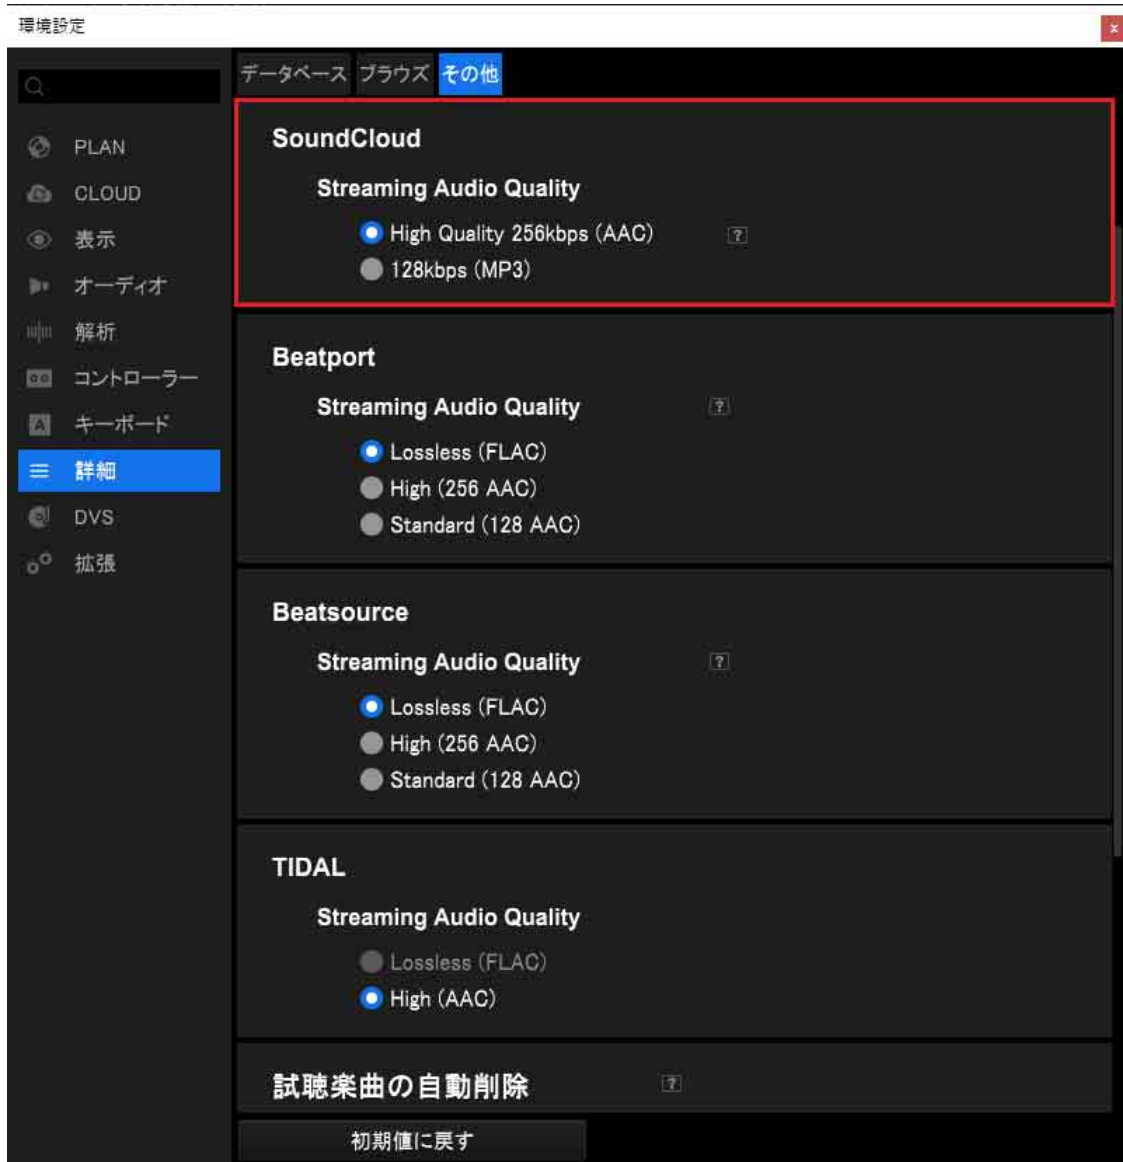 環境設定
データベース ブラウズ その他
PLAN
CLOUD
表示
オーディオ
解析
コントローラー
キーボード
詳細
DVS
拡張
SoundCloud
Streaming Audio Quality
High Quality 256kbps (AAC) ?
128kbps (MP3)
Beatport
Streaming Audio Quality ?
Lossless (FLAC)
High (256 AAC)
Standard (128 AAC)
Beatsource
Streaming Audio Quality ?
Lossless (FLAC)
High (256 AAC)
Standard (128 AAC)
TIDAL
Streaming Audio Quality
Lossless (FLAC)
High (AAC)
試聴楽曲の自動削除 ?
初期値に戻す